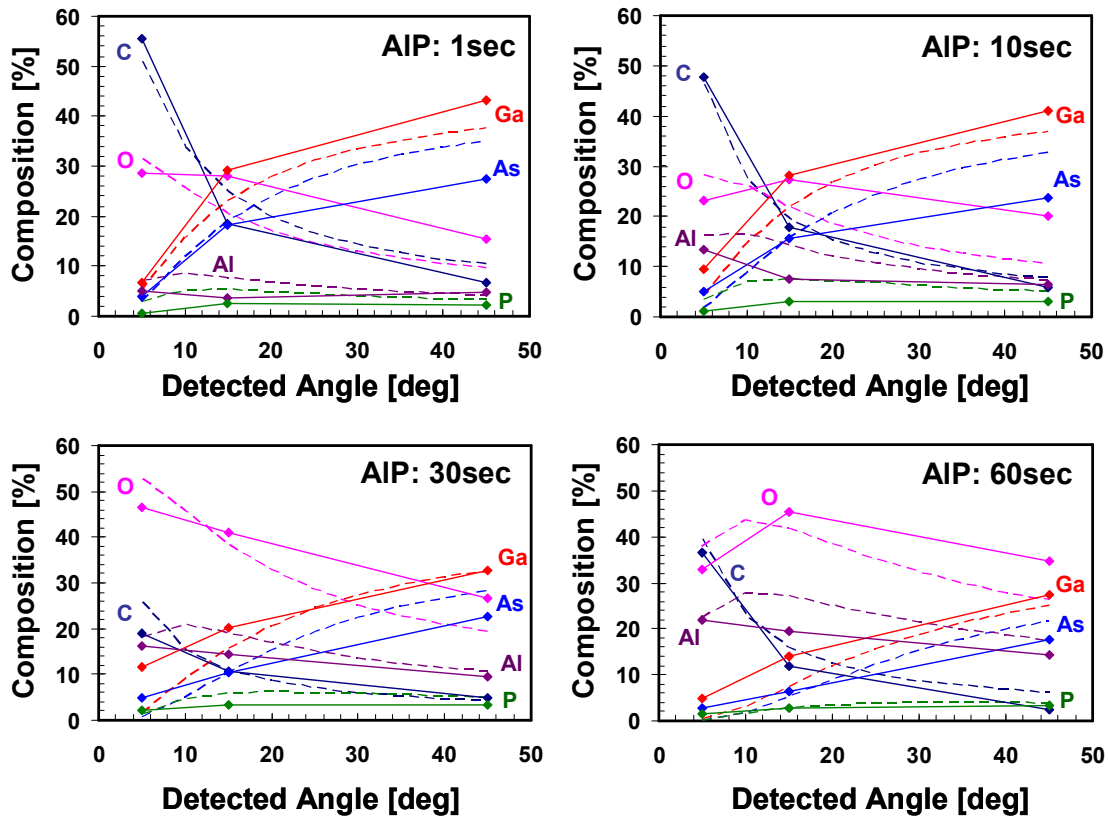 AlP: 1sec
Composition [%]
60
50
40
30
20
10
0
C
O
Ga
As
Al
P
0 10 20 30 40 50
Detected Angle [deg]
AlP: 10sec
Composition [%]
60
50
40
30
20
10
0
C
O
Al
Ga
As
P
0 10 20 30 40 50
Detected Angle [deg]
AlP: 30sec
Composition [%]
60
50
40
30
20
10
0
O
C
Ga
As
Al
P
0 10 20 30 40 50
Detected Angle [deg]
AlP: 60sec
Composition [%]
60
50
40
30
20
10
0
O
C
Al
Ga
As
P
0 10 20 30 40 50
Detected Angle [deg]